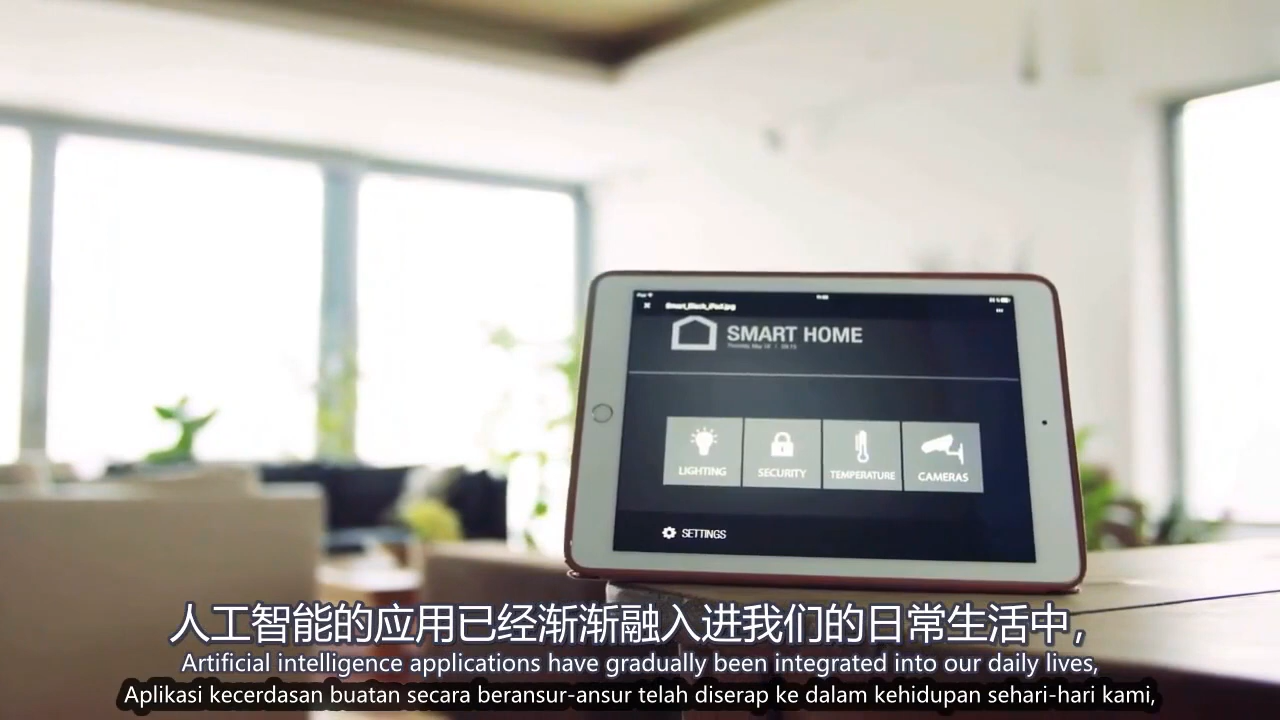 Smart_Black_iPad.jpg
SMART HOME
LIGHTING
SECURITY
TEMPERATURE
CAMERAS
SETTINGS
人工智能的应用已经渐渐融入进我们的日常生活中，
Artificial intelligence applications have gradually been integrated into our daily lives,
Aplikasi kecerdasan buatan secara beransur-ansur telah diserap ke dalam kehidupan sehari-hari kami,